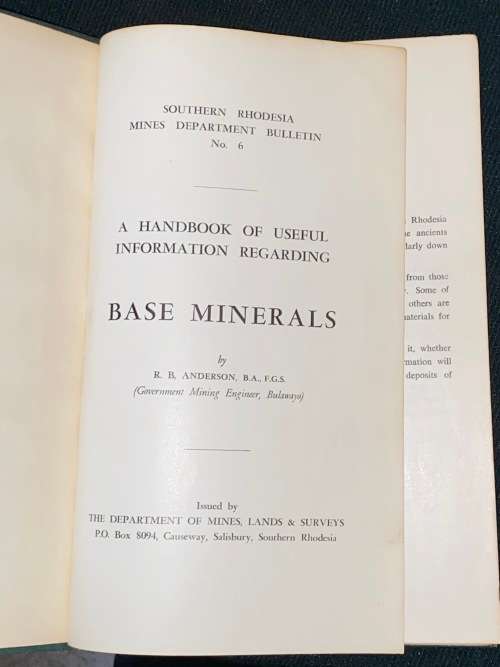 SOUTHERN RHODESIA
MINES DEPARTMENT BULLETIN
No. 6
A HANDBOOK OF USEFUL
INFORMATION REGARDING
BASE MINERALS
by
R. B. ANDERSON, B.A., F.G.S.
(Government Mining Engineer, Bulawayo)
Issued by
THE DEPARTMENT OF MINES, LANDS & SURVEYS
P.O. Box 8094, Causeway, Salisbury, Southern Rhodesia
Rhodesia
ancients
down
from those
Some of
others are
for
it, whether
will
deposits of